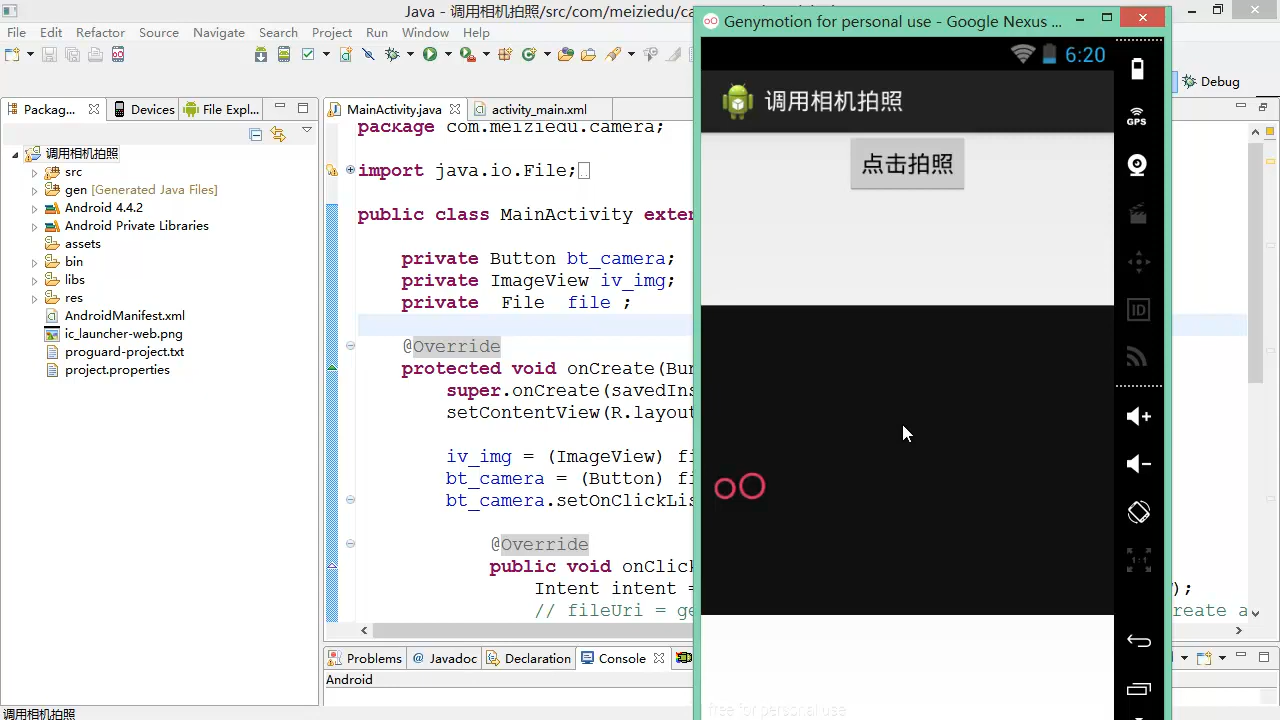 Java - 调用相机拍照/src/com/meiziedu/ca
File Edit Refactor Source Navigate Search Project Run Window Help
Debug
Packag...
Devices
File Expl...
MainActivity.java
activity_main.xml
调用相机拍照
src
gen [Generated Java Files]
Android 4.4.2
Android Private Libraries
assets
bin
libs
res
AndroidManifest.xml
ic_launcher-web.png
proguard-project.txt
project.properties
package com.meiziedu.camera;
import java.io.File;
public class MainActivity exten
private Button bt_camera;
private ImageView iv_img;
private File file ;
@Override
protected void onCreate(Bun
super.onCreate(savedIns
setContentView(R.layout
iv_img = (ImageView) fi
bt_camera = (Button) fi
bt_camera.setOnClickLis
@Override
public void onClick
Intent intent = );
// fileUri = ge reate a
Problems
@ Javadoc
Declaration
Console
Android
调用相机拍照
Genymotion for personal use - Google Nexus ...
6:20
调用相机拍照
点击拍照
free for personal use
GPS
ID
1:1